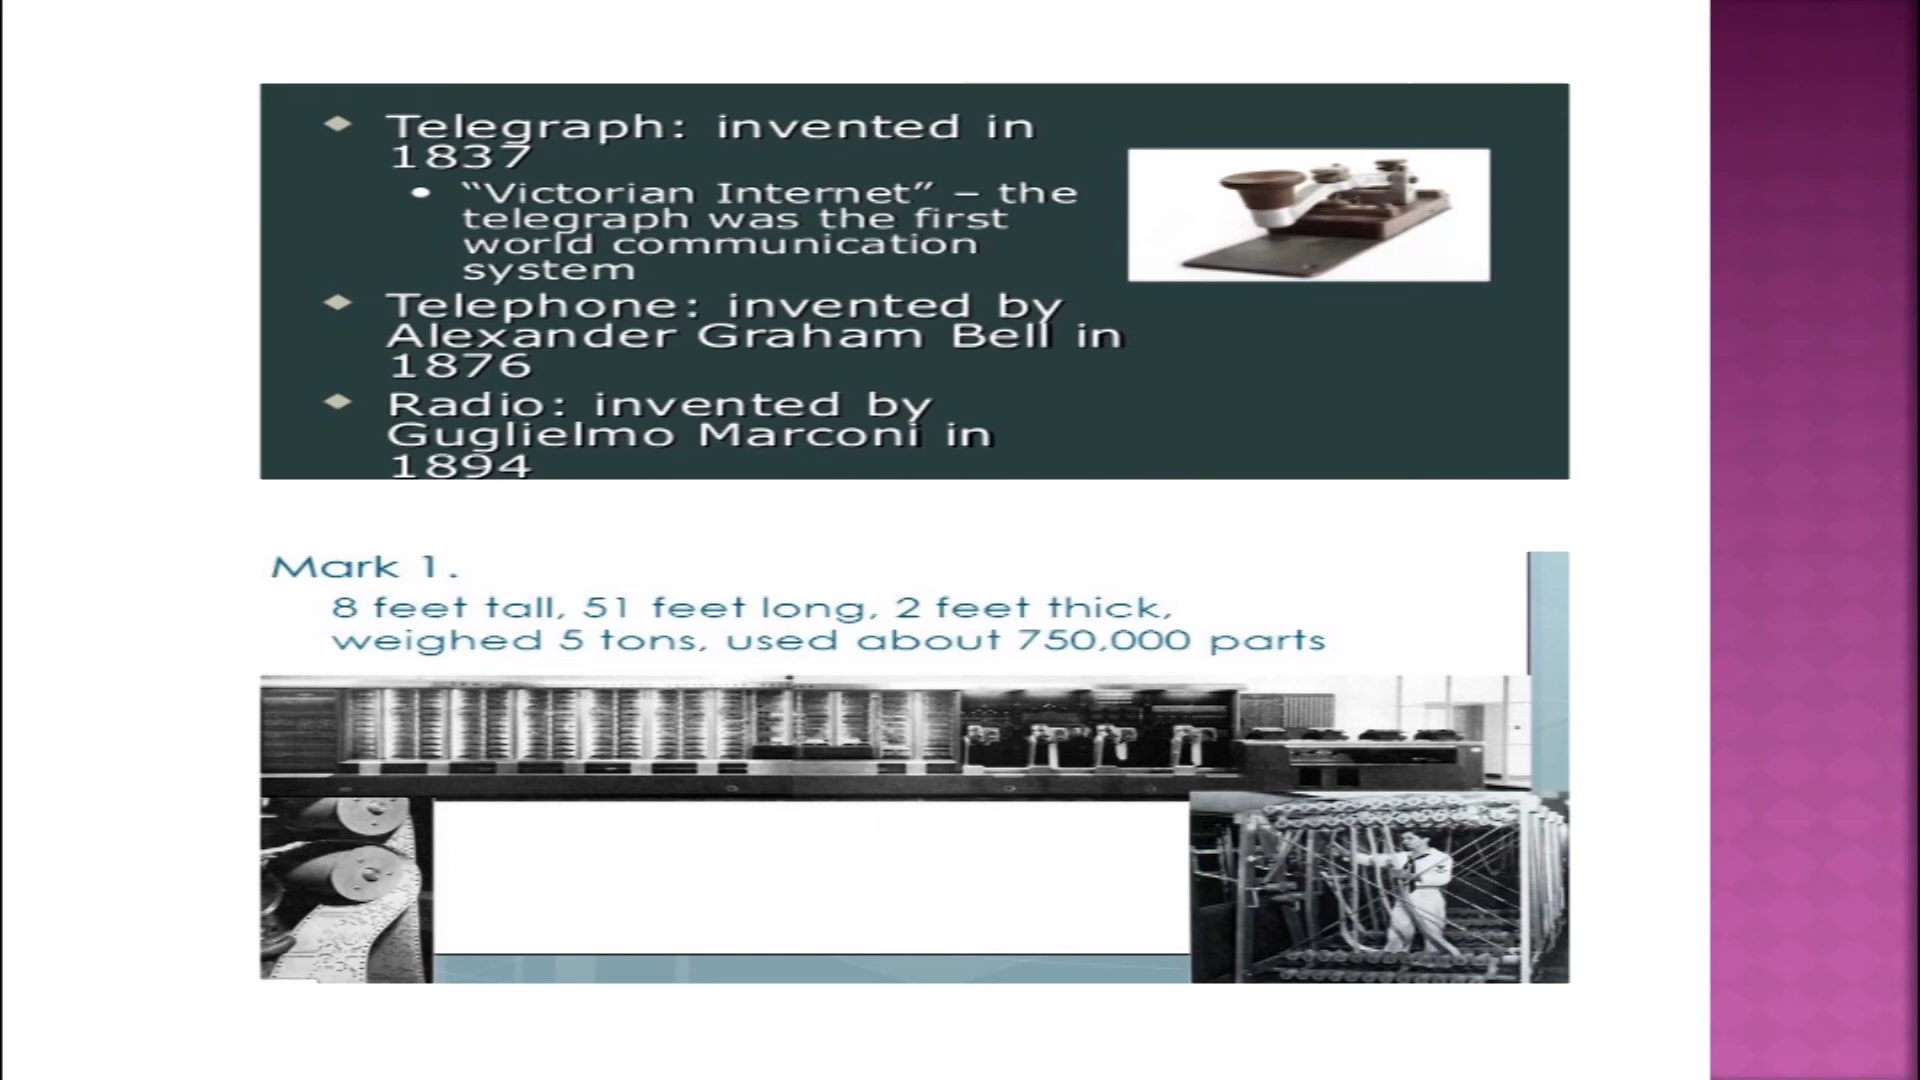 Telegraph: invented in
1837
“Victorian Internet” – the
telegraph was the first
world communication
system
Telephone: invented by
Alexander Graham Bell in
1876
Radio: invented by
Guglielmo Marconi in
1894
Mark 1.
8 feet tall, 51 feet long, 2 feet thick,
weighed 5 tons, used about 750,000 parts